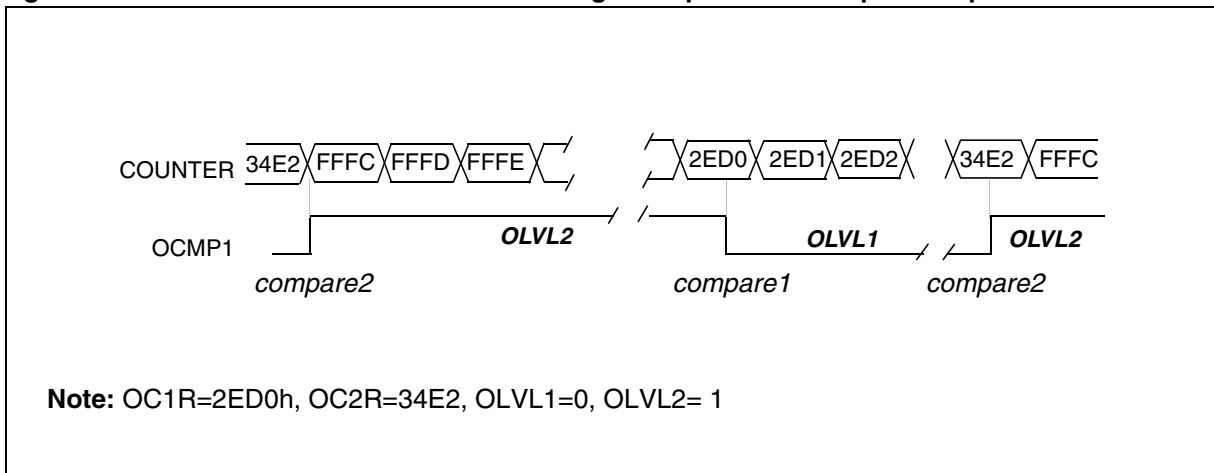 COUNTER 34E2 FFFC FFFD FFFE 2ED0 2ED1 2ED2 34E2 FFFC
OCMP1 OLVL2 OLVL1 OLVL2
compare2 compare1 compare2
Note: OC1R=2ED0h, OC2R=34E2, OLVL1=0, OLVL2= 1